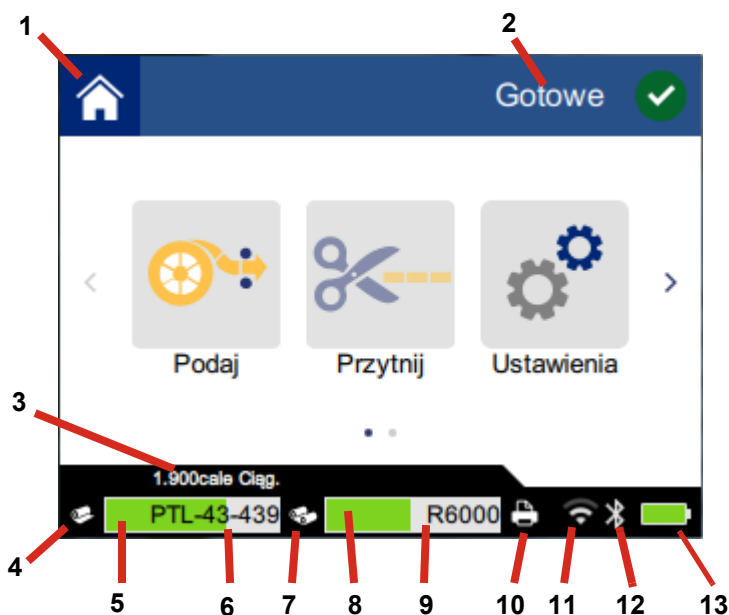 1
2
Gotowe
Podaj
Przytnij
Ustawienia
3
1.900cale Ciąg.
PTL-43-439
R6000
4
5
6
7
8
9
10
11
12
13